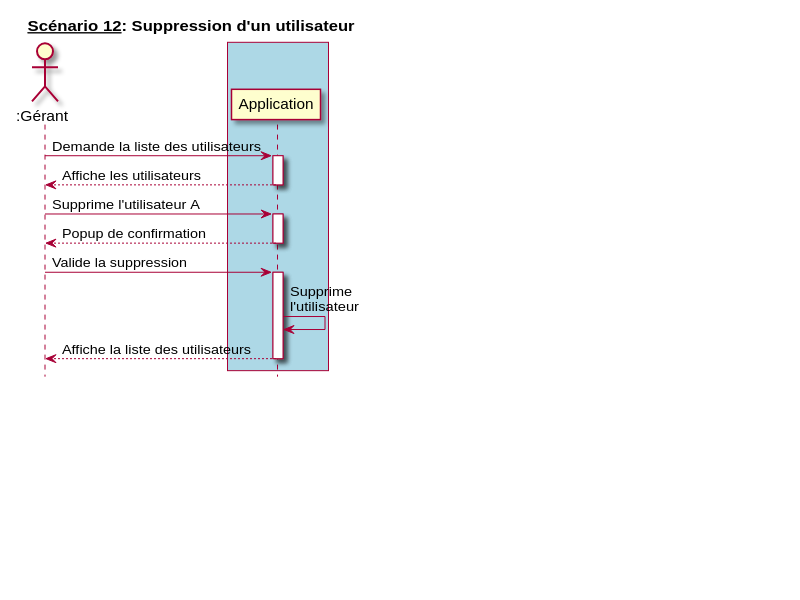 Scénario 12: Suppression d'un utilisateur
:Gérant
Application
Demande la liste des utilisateurs
Affiche les utilisateurs
Supprime l'utilisateur A
Popup de confirmation
Valide la suppression
Supprime
l'utilisateur
Affiche la liste des utilisateurs